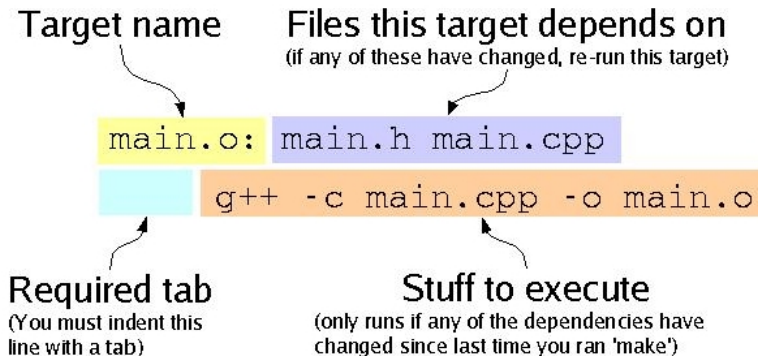 Target name
Files this target depends on
(if any of these have changed, re-run this target)
main.o: main.h main.cpp
g++ -c main.cpp -o main.o
Required tab
(You must indent this
line with a tab)
Stuff to execute
(only runs if any of the dependencies have
changed since last time you ran 'make')